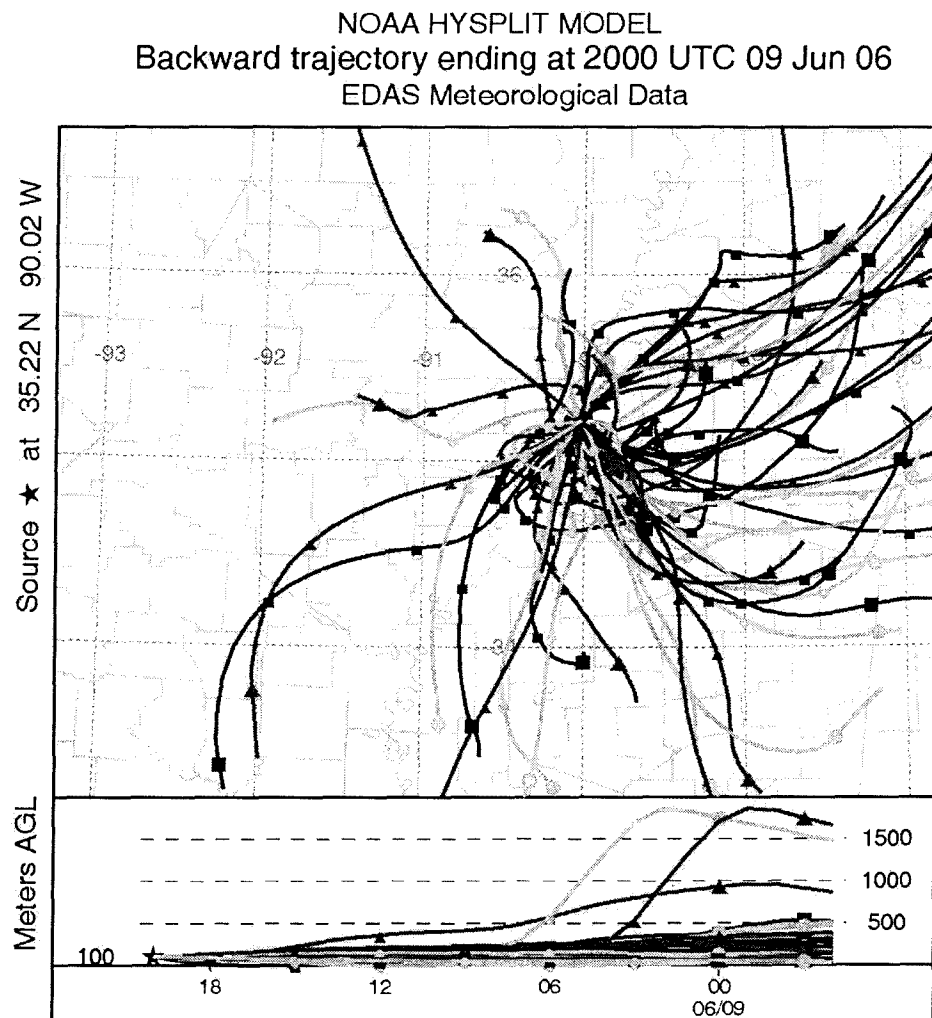 NOAA HYSPLIT MODEL
Backward trajectory ending at 2000 UTC 09 Jun 06
EDAS Meteorological Data
Source ★ at 35.22 N 90.02 W
36
-93
-92
-91
Meters AGL
1500
1000
500
100
18
12
06
00
06/09